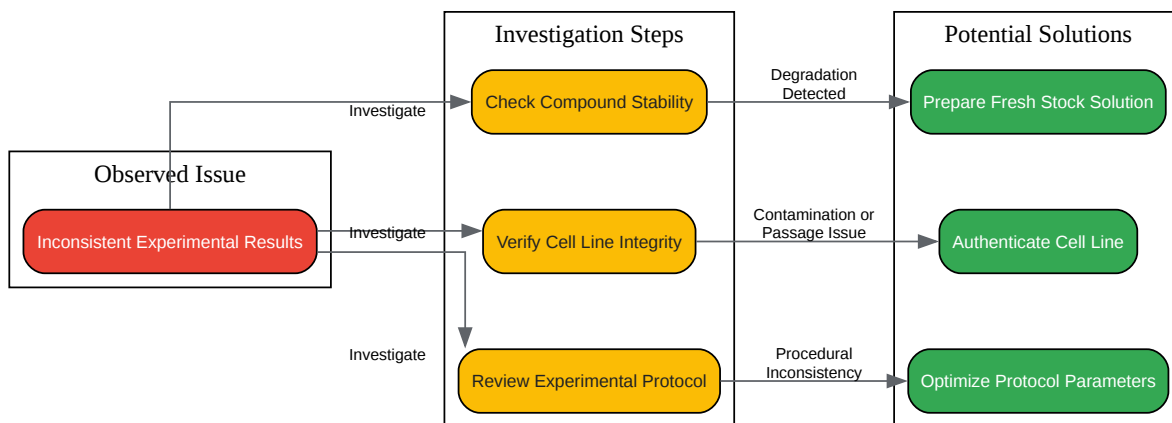 Observed Issue
Inconsistent Experimental Results
Investigate
Investigate
Investigate
Investigation Steps
Check Compound Stability
Verify Cell Line Integrity
Review Experimental Protocol
Degradation
Detected
Contamination or
Passage Issue
Procedural
Inconsistency
Potential Solutions
Prepare Fresh Stock Solution
Authenticate Cell Line
Optimize Protocol Parameters